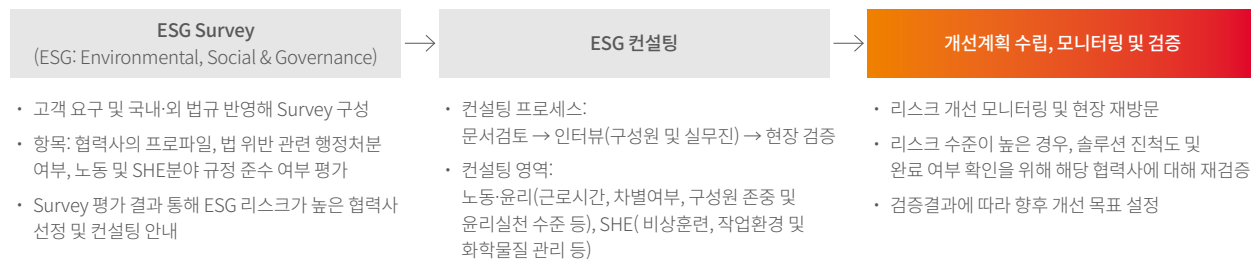 ESG Survey
(ESG: Environmental, Social & Governance)
• 고객 요구 및 국내·외 법규 반영해 Survey 구성
• 항목: 협력사의 프로파일, 법 위반 관련 행정처분
여부, 노동 및 SHE분야 규정 준수 여부 평가
• Survey 평가 결과 통해 ESG 리스크가 높은 협력사
선정 및 컨설팅 안내
→
ESG 컨설팅
• 컨설팅 프로세스:
문서검토 → 인터뷰(구성원 및 실무진) → 현장 검증
• 컨설팅 영역:
노동·윤리(근로시간, 차별여부, 구성원 존중 및
윤리실천 수준 등), SHE( 비상훈련, 작업환경 및
화학물질 관리 등)
→
개선계획 수립, 모니터링 및 검증
• 리스크 개선 모니터링 및 현장 재방문
• 리스크 수준이 높은 경우, 솔루션 진척도 및
완료 여부 확인을 위해 해당 협력사에 대해 재검증
• 검증결과에 따라 향후 개선 목표 설정